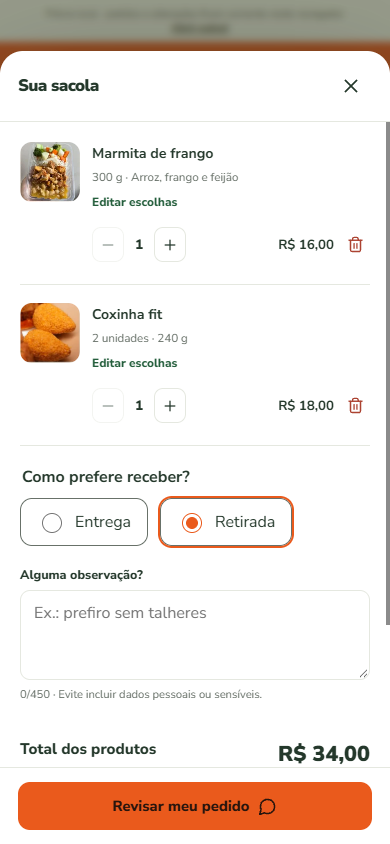 Sua sacola
Marmita de frango
300 g · Arroz, frango e feijão
Editar escolhas
1
R$ 16,00
Coxinha fit
2 unidades · 240 g
Editar escolhas
1
R$ 18,00
Como prefere receber?
Entrega
Retirada
Alguma observação?
Ex.: prefiro sem talheres
0/450 · Evite incluir dados pessoais ou sensíveis.
Total dos produtos
R$ 34,00
Revisar meu pedido